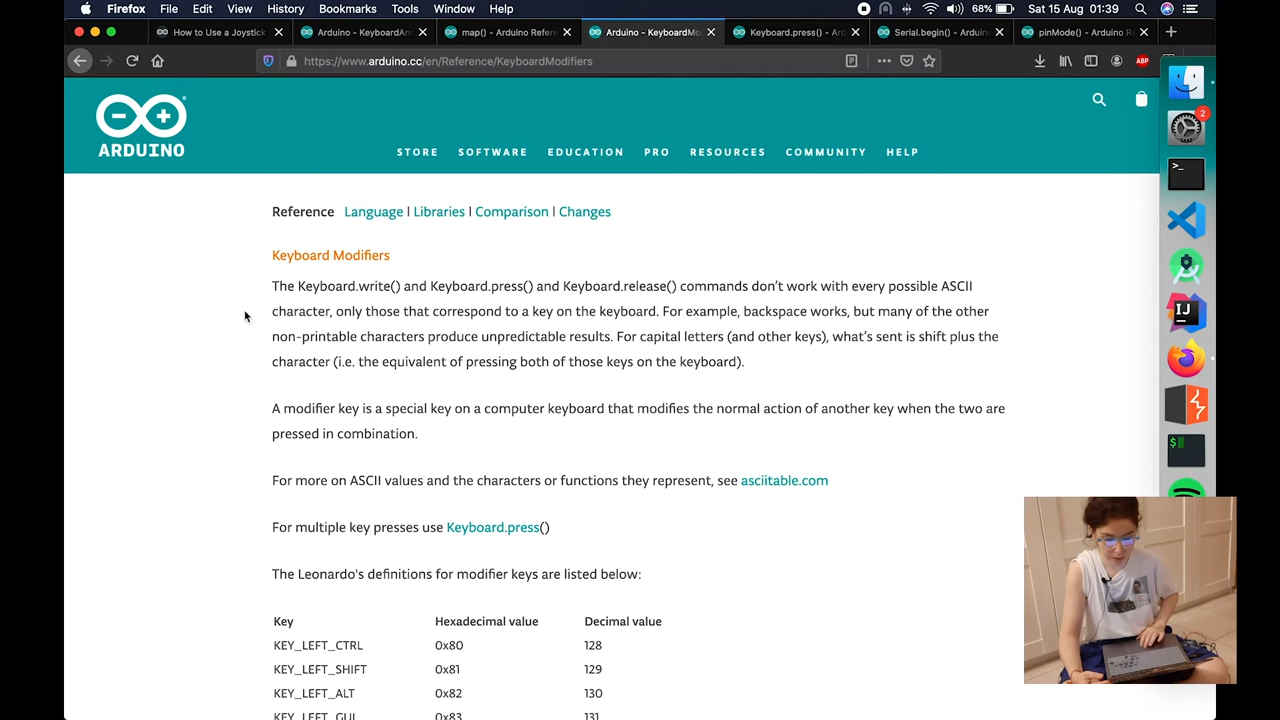 Firefox File Edit View History Bookmarks Tools Window Help 68% Sat 15 Aug 01:39
How to Use a Joystick Arduino - KeyboardAn map() - Arduino Refere Arduino - KeyboardMo Keyboard.press() - Ardu Serial.begin() - Arduin pinMode() - Arduino R
https://www.arduino.cc/en/Reference/KeyboardModifiers ABP
2
ARDUINO
STORE SOFTWARE EDUCATION PRO RESOURCES COMMUNITY HELP
Reference Language | Libraries | Comparison | Changes
Keyboard Modifiers
The Keyboard.write() and Keyboard.press() and Keyboard.release() commands don't work with every possible ASCII
character, only those that correspond to a key on the keyboard. For example, backspace works, but many of the other
non-printable characters produce unpredictable results. For capital letters (and other keys), what's sent is shift plus the
character (i.e. the equivalent of pressing both of those keys on the keyboard).
A modifier key is a special key on a computer keyboard that modifies the normal action of another key when the two are
pressed in combination.
For more on ASCII values and the characters or functions they represent, see asciitable.com
For multiple key presses use Keyboard.press()
The Leonardo's definitions for modifier keys are listed below:
Key Hexadecimal value Decimal value
KEY_LEFT_CTRL 0x80 128
KEY_LEFT_SHIFT 0x81 129
KEY_LEFT_ALT 0x82 130
KEY_LEFT_GUI 0x83 131
IJ